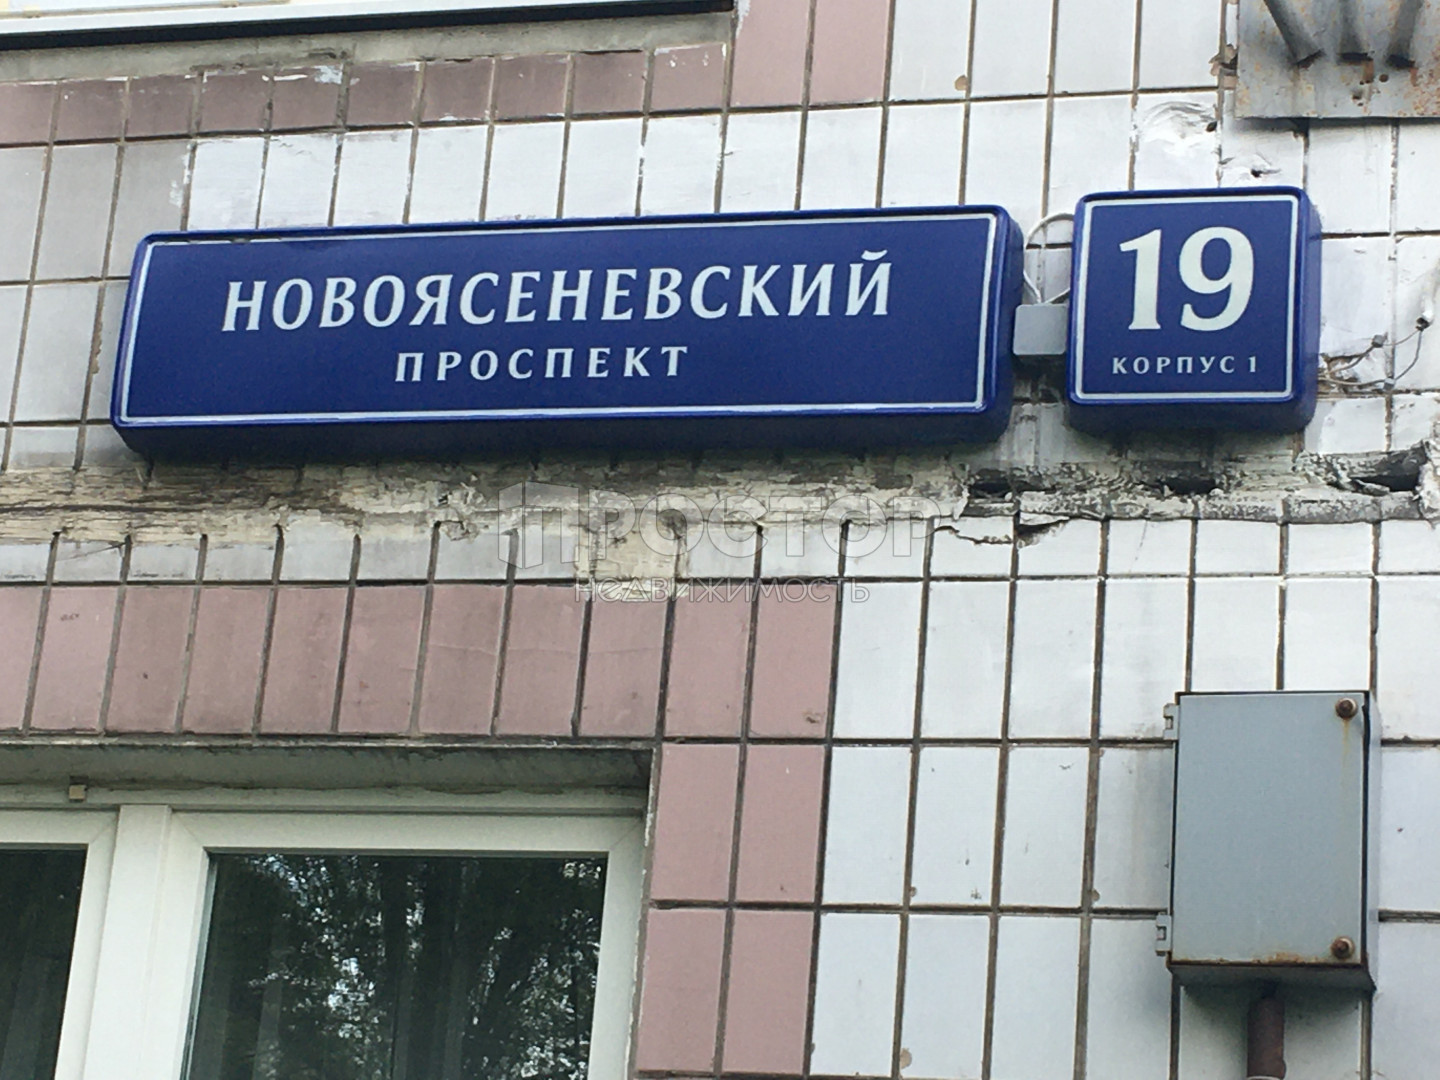 НОВОЯСЕНЕВСКИЙ
ПРОСПЕКТ
19
КОРПУС 1
ПРОСТОР
НЕДВИЖИМОСТЬ